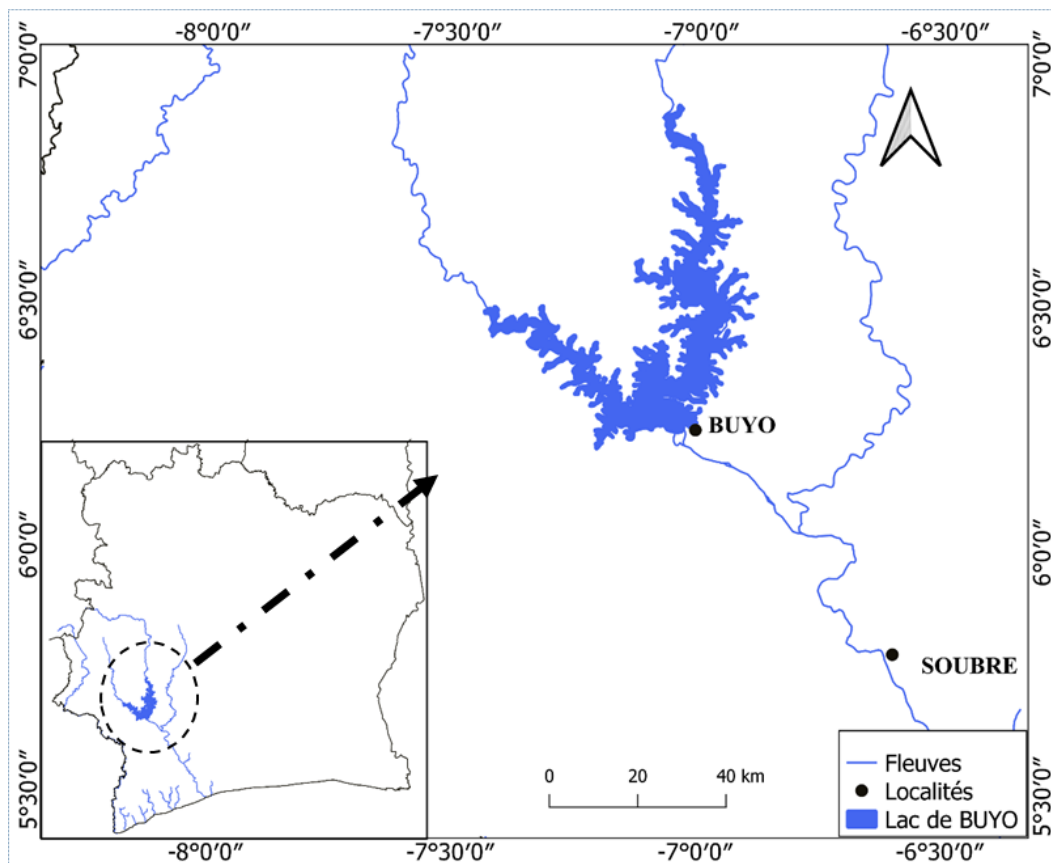 -8°0′0″ -7°30′0″ -7°0′0″ -6°30′0″
7°0′0″ 7°0′0″
6°30′0″ 6°30′0″
BUYO
6°0′0″ 6°0′0″
SOUBRE
Fleuves
0 20 40 km
Localités
5°30′0″ 5°30′0″
Lac de BUYO
-8°0′0″ -7°30′0″ -7°0′0″ -6°30′0″